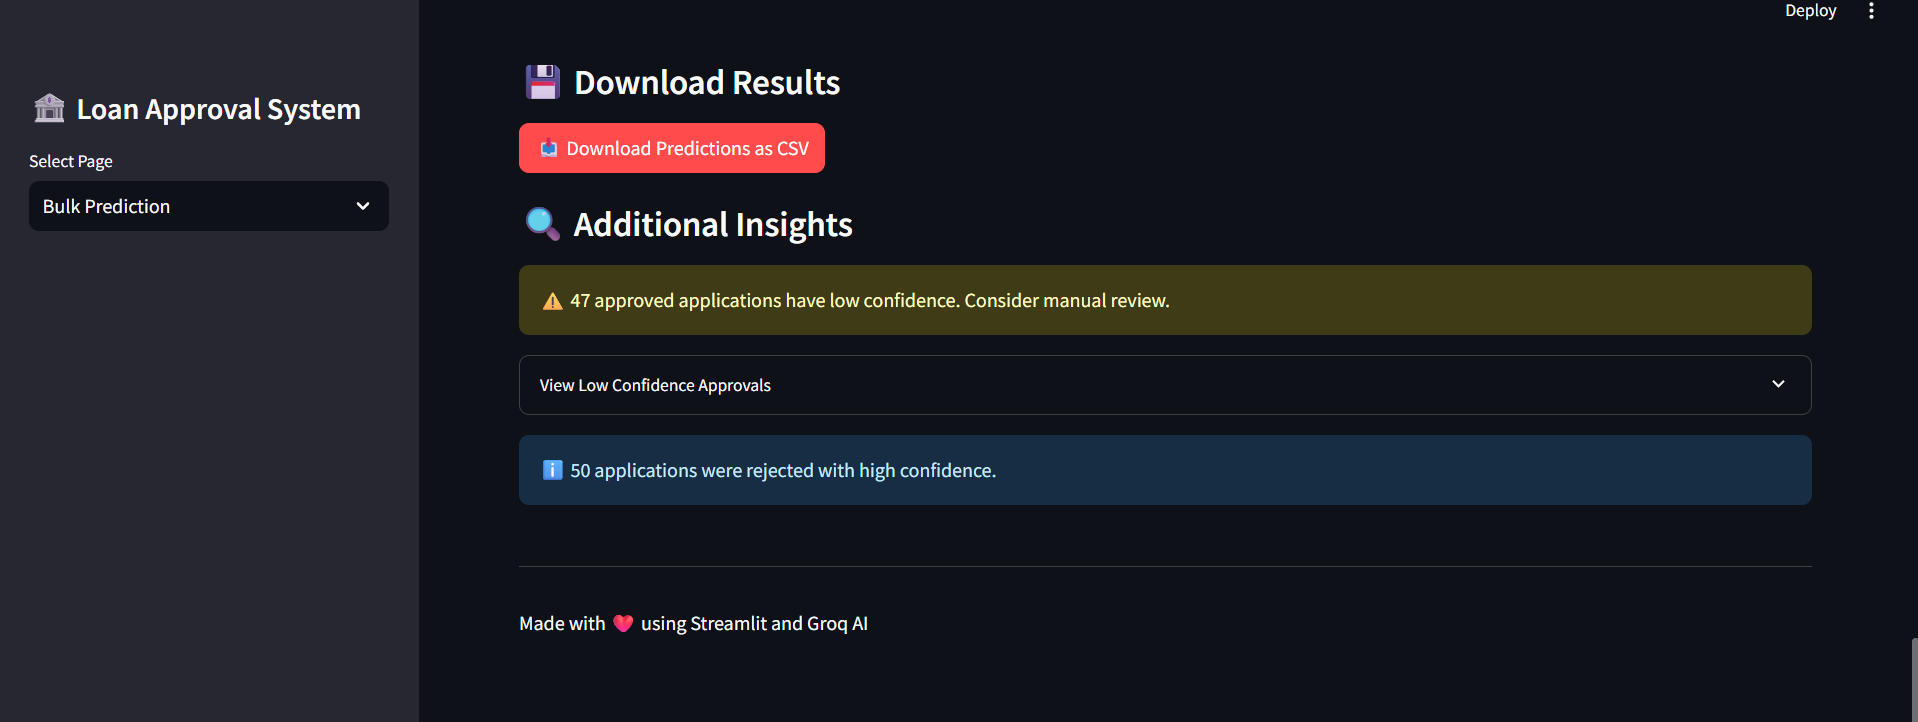 Deploy
Loan Approval System
Select Page
Bulk Prediction
Download Results
Download Predictions as CSV
Additional Insights
47 approved applications have low confidence. Consider manual review.
View Low Confidence Approvals
50 applications were rejected with high confidence.
Made with ❤️ using Streamlit and Groq AI